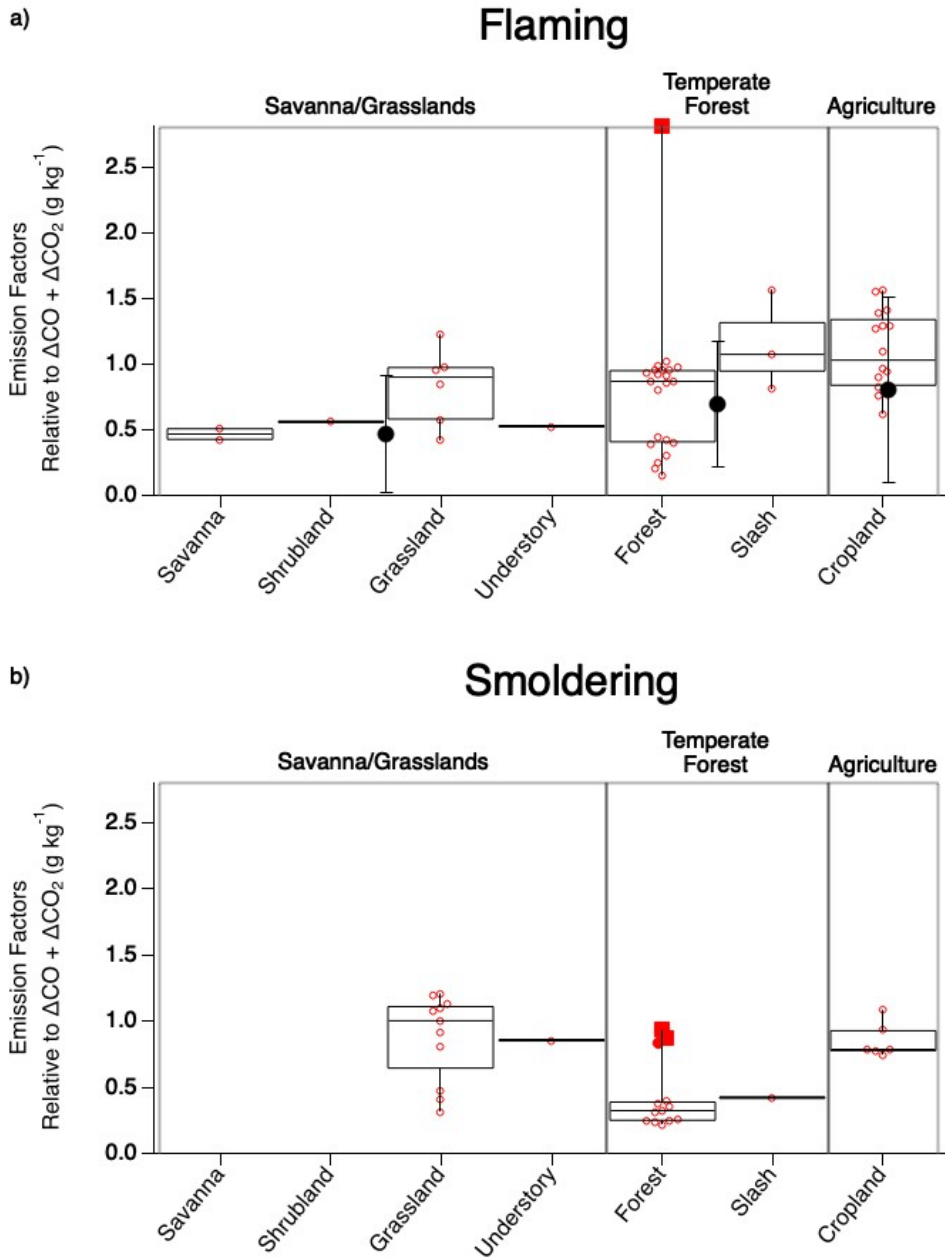 a)
Flaming
Savanna/Grasslands
Temperate
Forest
Agriculture
Emission Factors
Relative to ΔCO + ΔCO₂ (g kg⁻¹)
2.5
2.0
1.5
1.0
0.5
0.0
Savanna
Shrubland
Grassland
Understory
Forest
Slash
Cropland
b)
Smoldering
Savanna/Grasslands
Temperate
Forest
Agriculture
Emission Factors
Relative to ΔCO + ΔCO₂ (g kg⁻¹)
2.5
2.0
1.5
1.0
0.5
0.0
Savanna
Shrubland
Grassland
Understory
Forest
Slash
Cropland